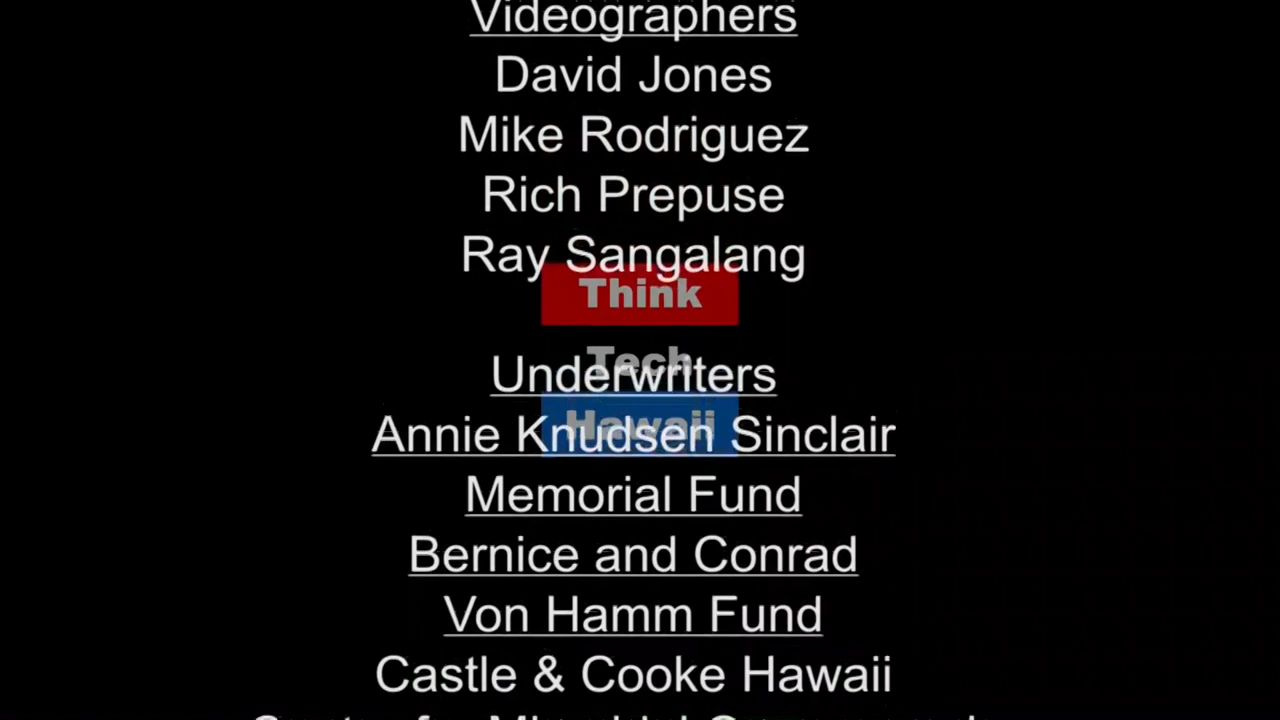 Videographers
David Jones
Mike Rodriguez
Rich Prepuse
Ray Sangalang
Think
Tech
Underwriters
Hawaii
Annie Knudsen Sinclair
Memorial Fund
Bernice and Conrad
Von Hamm Fund
Castle & Cooke Hawaii